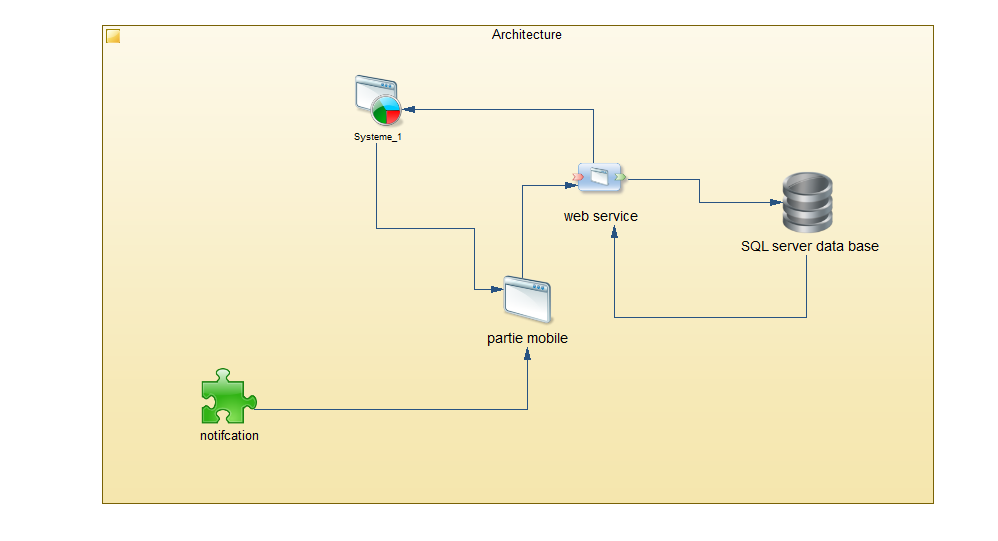 Architecture
Systeme_1
web service
SQL server data base
partie mobile
notifcation